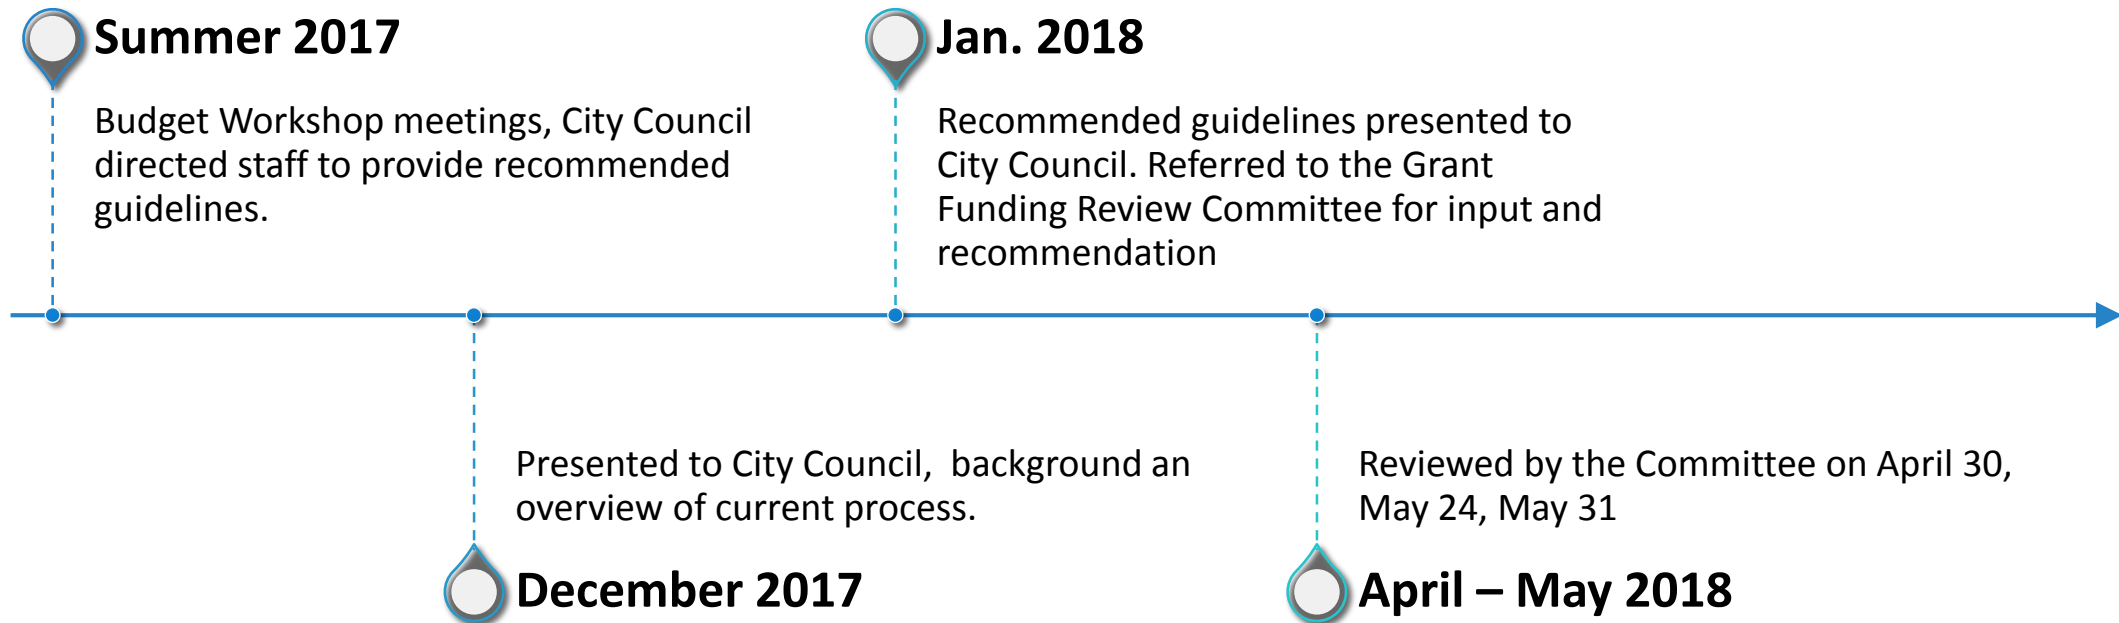 Summer 2017
Budget Workshop meetings, City Council
directed staff to provide recommended
guidelines.
Presented to City Council,  background an
overview of current process.
December 2017
Jan. 2018
Recommended guidelines presented to
City Council. Referred to the Grant
Funding Review Committee for input and
recommendation
Reviewed by the Committee on April 30,
May 24, May 31
April – May 2018